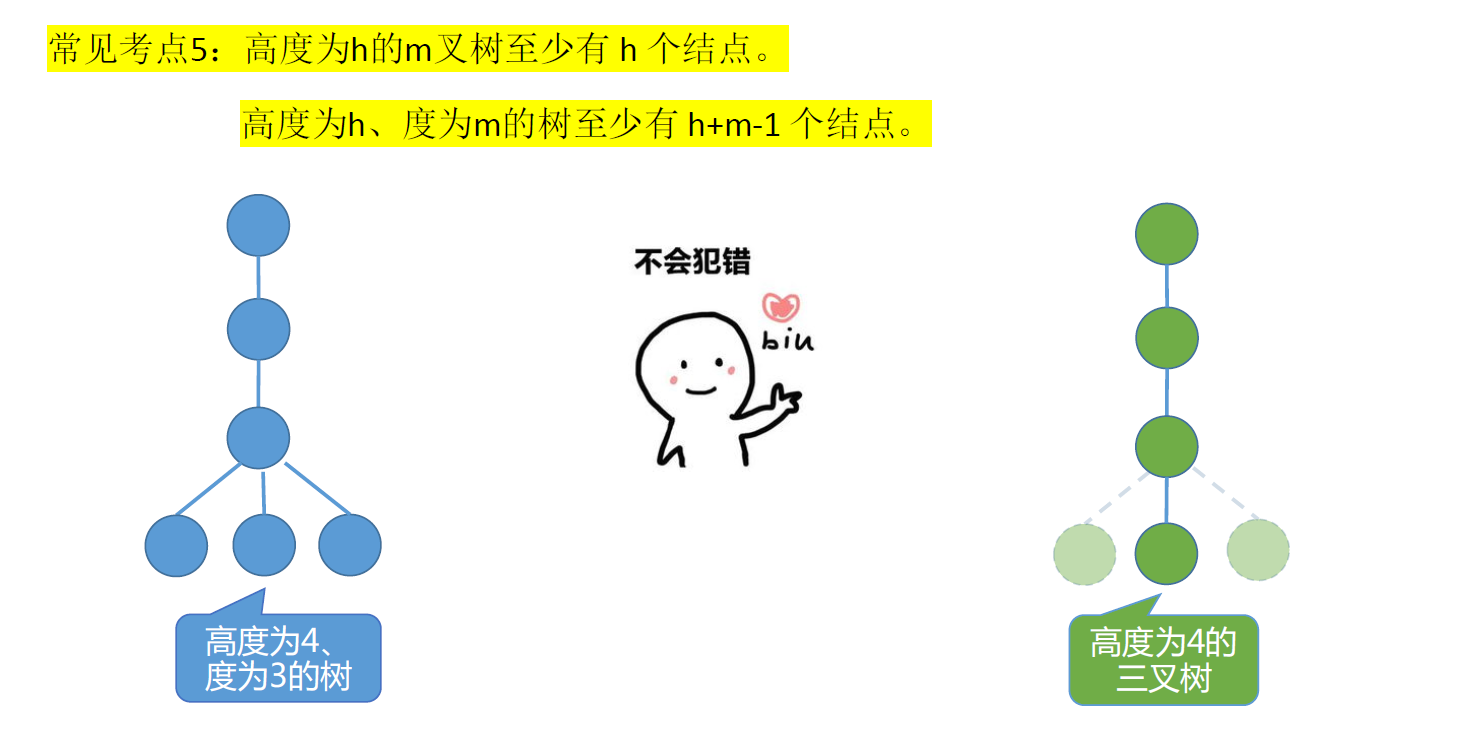 常见考点5：高度为h的m叉树至少有 h 个结点。
高度为h、度为m的树至少有 h+m-1 个结点。
不会犯错
biu
高度为4、
度为3的树
高度为4的
三叉树